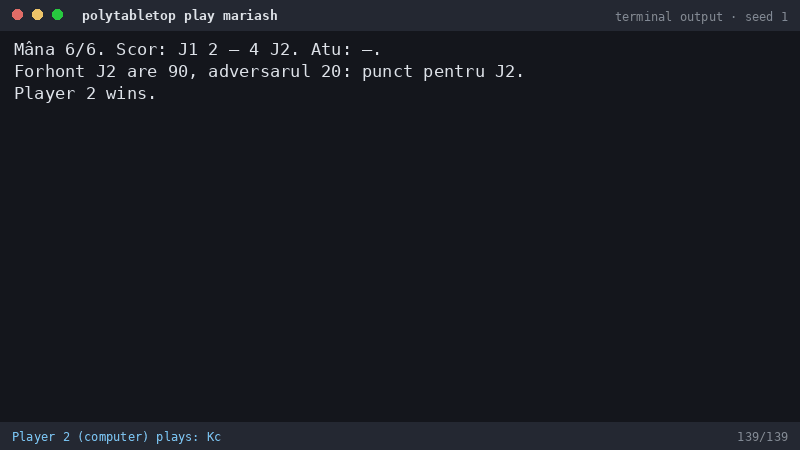 polytabletop play mariash
terminal output · seed 1
Mâna 6/6. Scor: J1 2 — 4 J2. Atu: —.
Forhont J2 are 90, adversarul 20: punct pentru J2.
Player 2 wins.
Player 2 (computer) plays: Kc
139/139